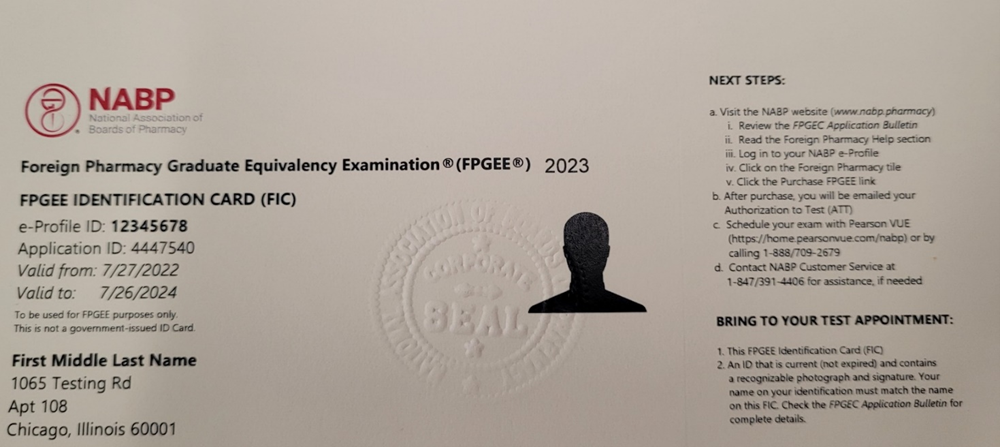 NABP
National Association of
Boards of Pharmacy
Foreign Pharmacy Graduate Equivalency Examination®(FPGEE®) 2023
FPGEE IDENTIFICATION CARD (FIC)
e-Profile ID: 12345678
Application ID: 4447540
Valid from: 7/27/2022
Valid to: 7/26/2024
To be used for FPGEE purposes only.
This is not a government-issued ID Card.
First Middle Last Name
1065 Testing Rd
Apt 108
Chicago, Illinois 60001
ASSOCIATION OF
CORPORATE
SEAL
NEXT STEPS:
a. Visit the NABP website (www.nabp.pharmacy)
i. Review the FPGEC Application Bulletin
ii. Read the Foreign Pharmacy Help section
iii. Log in to your NABP e-Profile
iv. Click on the Foreign Pharmacy tile
v. Click the Purchase FPGEE link
b. After purchase, you will be emailed your
Authorization to Test (ATT)
c. Schedule your exam with Pearson VUE
(https://home.pearsonvue.com/nabp) or by
calling 1-888/709-2679
d. Contact NABP Customer Service at
1-847/391-4406 for assistance, if needed
BRING TO YOUR TEST APPOINTMENT:
1. This FPGEE Identification Card (FIC)
2. An ID that is current (not expired) and contains
a recognizable photograph and signature. Your
name on your identification must match the name
on this FIC. Check the FPGEC Application Bulletin for
complete details.